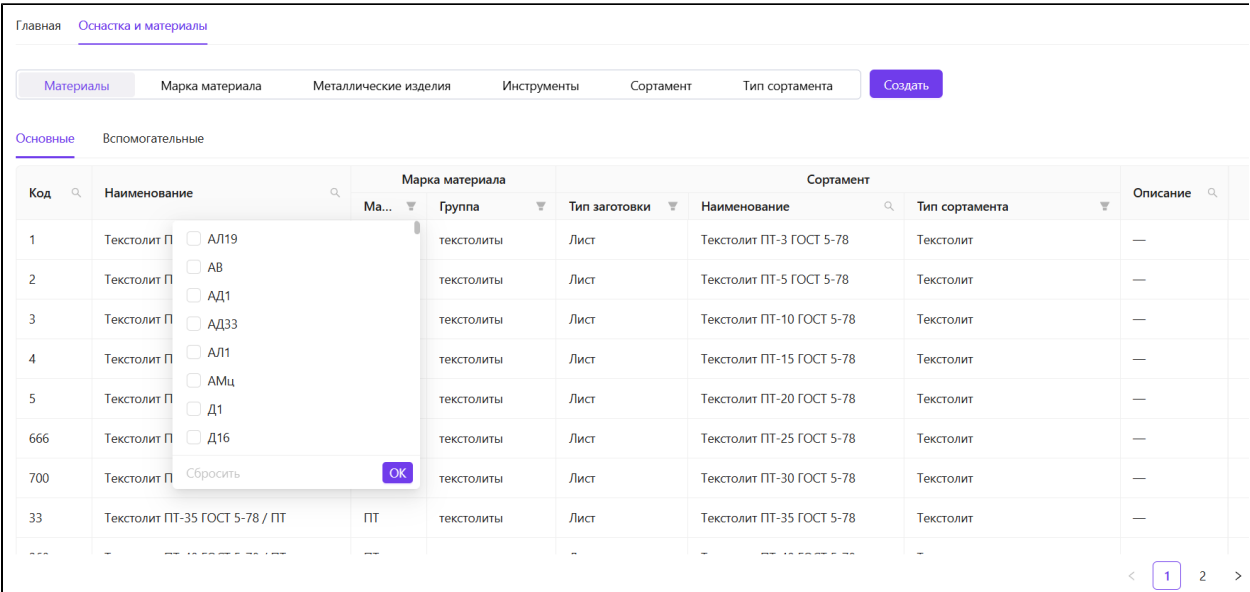 Главная Оснастка и материалы
Материалы Марка материала Металлические изделия Инструменты Сортамент Тип сортамента Создать
Основные Вспомогательные
Марка материала Сортамент
Код Наименование Описание
Ма... Группа Тип заготовки Наименование Тип сортамента
1 Текстолит П АЛ19 текстолиты Лист Текстолит ПТ-3 ГОСТ 5-78 Текстолит —
АВ
2 Текстолит П текстолиты Лист Текстолит ПТ-5 ГОСТ 5-78 Текстолит —
АД1
3 Текстолит П АД33 текстолиты Лист Текстолит ПТ-10 ГОСТ 5-78 Текстолит —
4 Текстолит П АЛ1 текстолиты Лист Текстолит ПТ-15 ГОСТ 5-78 Текстолит —
АМц
5 Текстолит П Д1 текстолиты Лист Текстолит ПТ-20 ГОСТ 5-78 Текстолит —
666 Текстолит П Д16 текстолиты Лист Текстолит ПТ-25 ГОСТ 5-78 Текстолит —
700 Текстолит П Сбросить ОК текстолиты Лист Текстолит ПТ-30 ГОСТ 5-78 Текстолит —
33 Текстолит ПТ-35 ГОСТ 5-78 / ПТ ПТ текстолиты Лист Текстолит ПТ-35 ГОСТ 5-78 Текстолит —
< 1 2 >